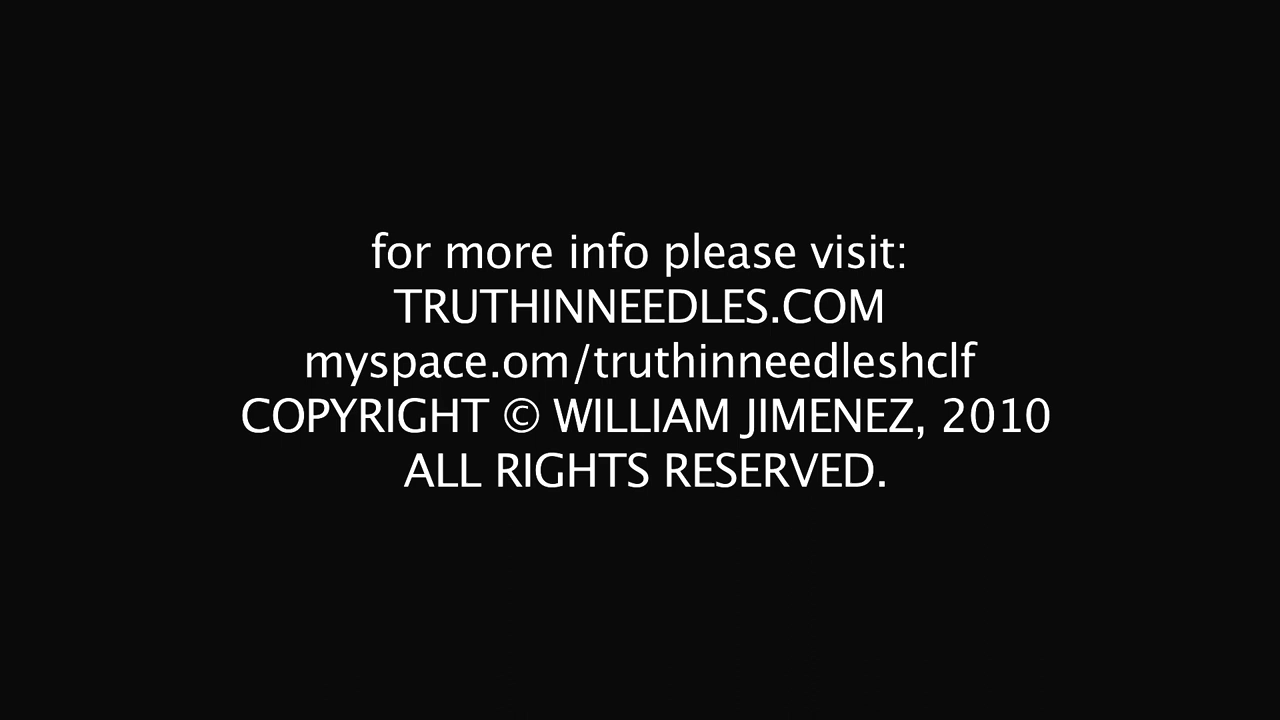 for more info please visit:
TRUTHINNEEDLES.COM
myspace.om/truthinneedleshclf
COPYRIGHT © WILLIAM JIMENEZ, 2010
ALL RIGHTS RESERVED.